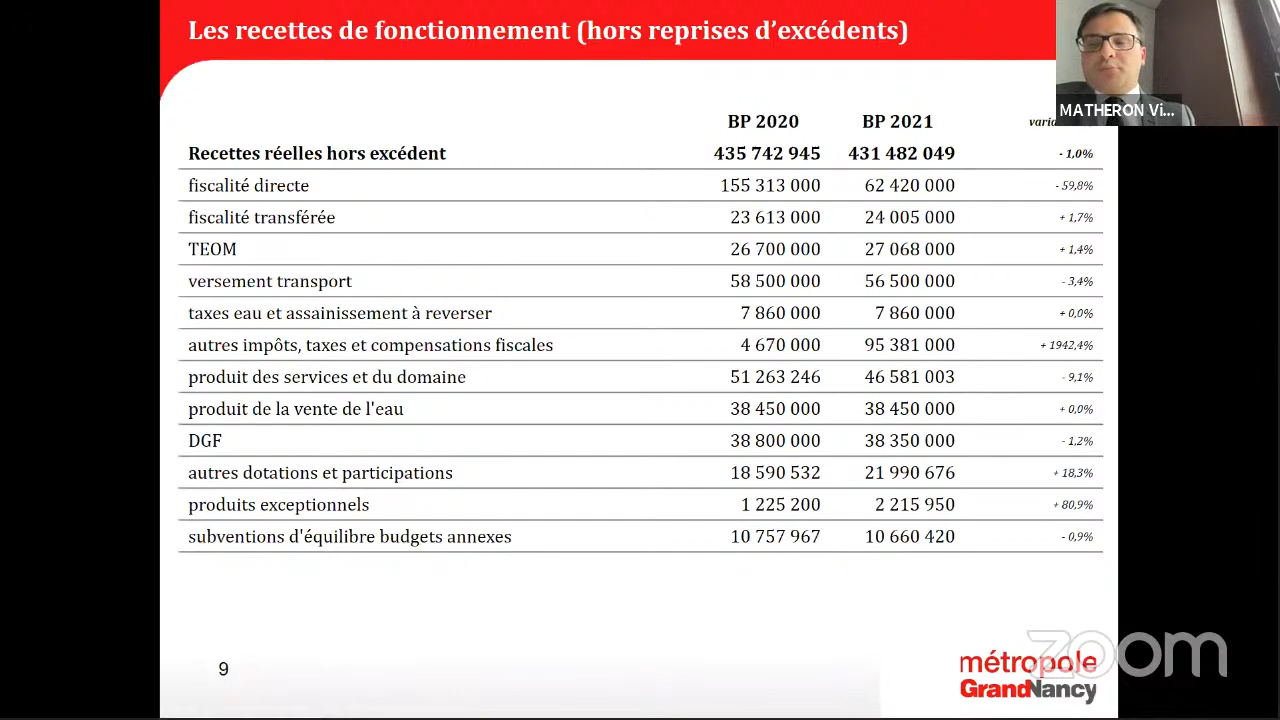 Les recettes de fonctionnement (hors reprises d'excédents)
MATHERON Vi...
BP 2020 BP 2021
Recettes réelles hors excédent 435 742 945 431 482 049 - 1,0%
fiscalité directe 155 313 000 62 420 000 - 59,8%
fiscalité transférée 23 613 000 24 005 000 + 1,7%
TEOM 26 700 000 27 068 000 + 1,4%
versement transport 58 500 000 56 500 000 - 3,4%
taxes eau et assainissement à reverser 7 860 000 7 860 000 + 0,0%
autres impôts, taxes et compensations fiscales 4 670 000 95 381 000 + 1942,4%
produit des services et du domaine 51 263 246 46 581 003 - 9,1%
produit de la vente de l'eau 38 450 000 38 450 000 + 0,0%
DGF 38 800 000 38 350 000 - 1,2%
autres dotations et participations 18 590 532 21 990 676 + 18,3%
produits exceptionnels 1 225 200 2 215 950 + 80,9%
subventions d'équilibre budgets annexes 10 757 967 10 660 420 - 0,9%
9
zoom
métropole
GrandNancy